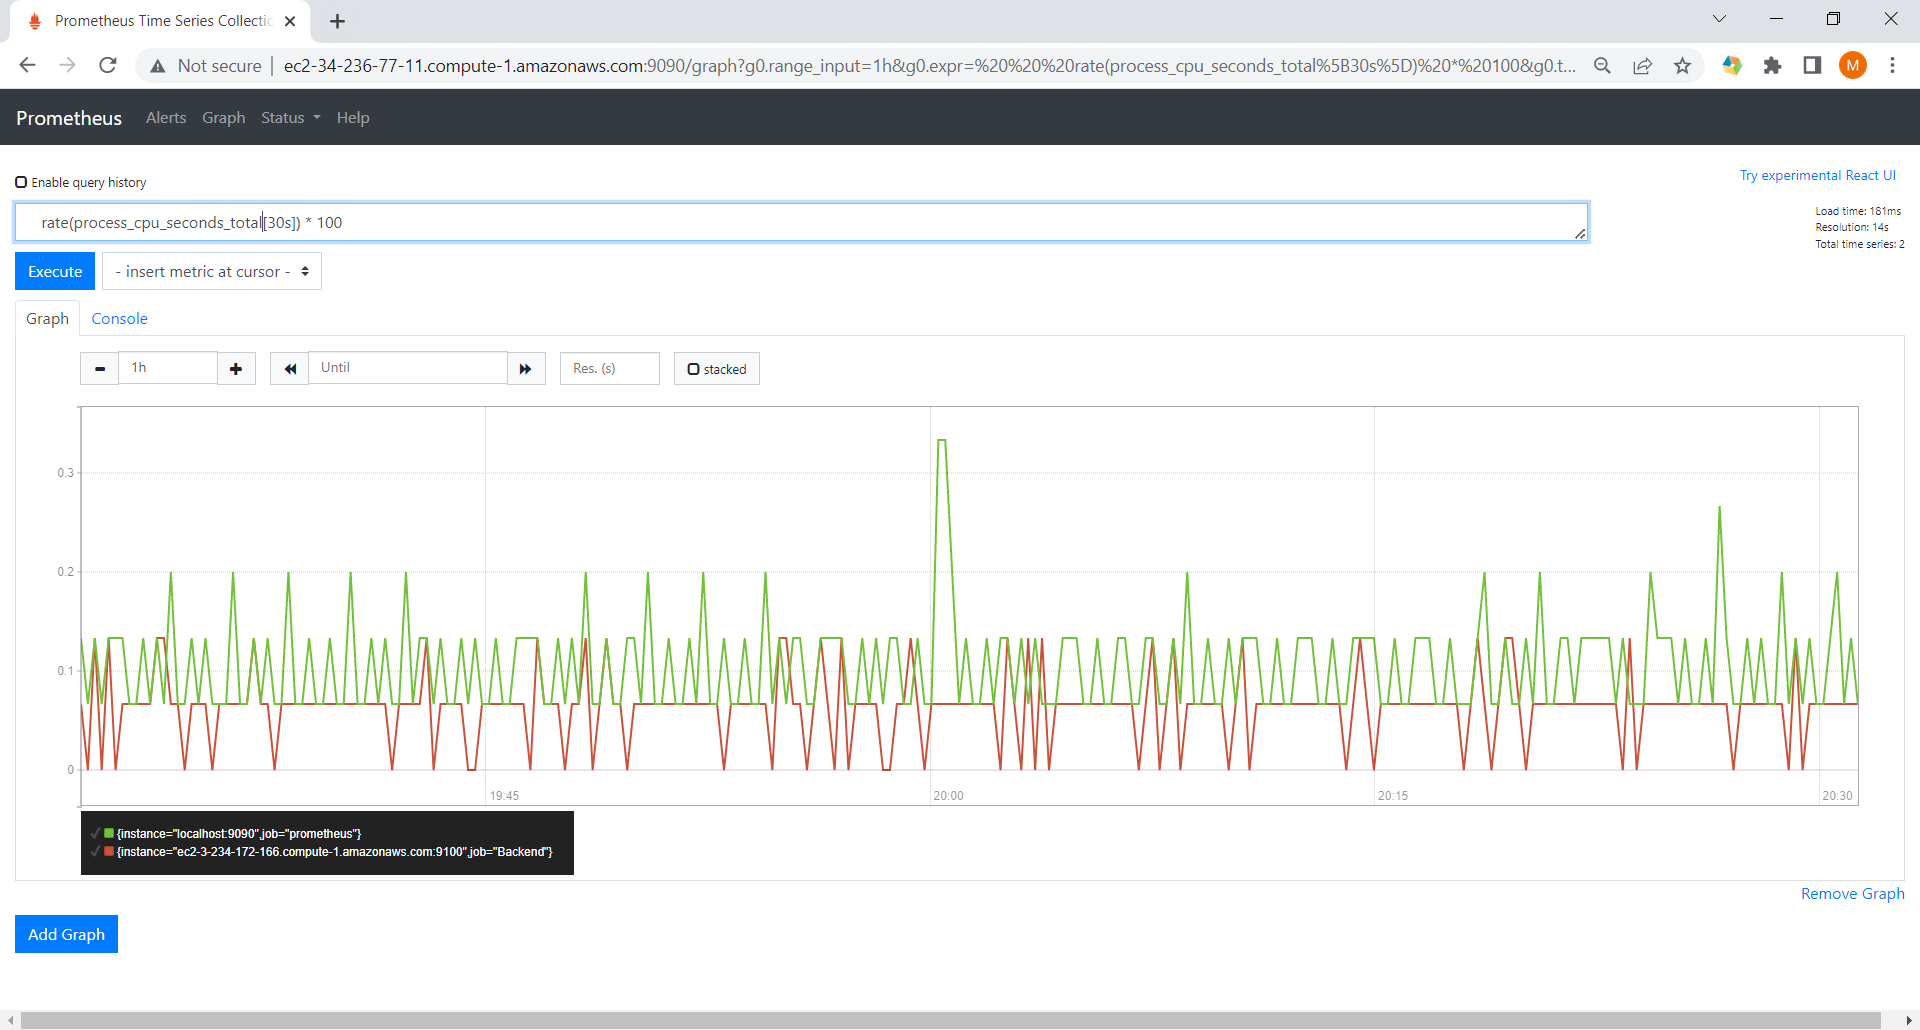 Prometheus Time Series Collectio
Not secure
ec2-34-236-77-11.compute-1.amazonaws.com:9090/graph?g0.range_input=1h&g0.expr=%20%20%20rate(process_cpu_seconds_total%5B30s%5D)%20*%20100&g0.t...
M
Prometheus Alerts Graph Status Help
Enable query history
Try experimental React UI
rate(process_cpu_seconds_total[30s]) * 100
Load time: 181ms
Resolution: 14s
Total time series: 2
Execute
- insert metric at cursor -
Graph Console
1h
Until
Res. (s)
stacked
0.3
0.2
0.1
0
19:45
20:00
20:15
20:30
{instance="localhost:9090",job="prometheus"}
{instance="ec2-3-234-172-166.compute-1.amazonaws.com:9100",job="Backend"}
Remove Graph
Add Graph